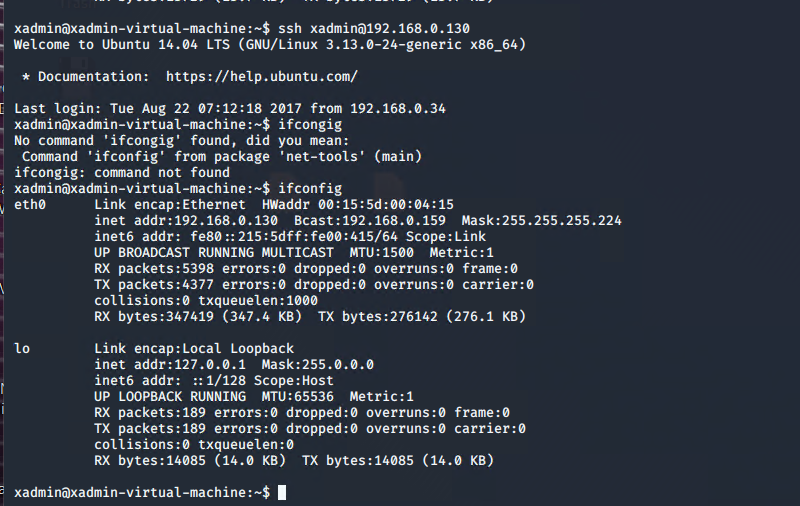 xadmin@xadmin-virtual-machine:~$ ssh xadmin@192.168.0.130
Welcome to Ubuntu 14.04 LTS (GNU/Linux 3.13.0-24-generic x86_64)
* Documentation:  https://help.ubuntu.com/
Last login: Tue Aug 22 07:12:18 2017 from 192.168.0.34
xadmin@xadmin-virtual-machine:~$ ifcongig
No command 'ifcongig' found, did you mean:
Command 'ifconfig' from package 'net-tools' (main)
ifcongig: command not found
xadmin@xadmin-virtual-machine:~$ ifconfig
eth0      Link encap:Ethernet  HWaddr 00:15:5d:00:04:15
inet addr:192.168.0.130  Bcast:192.168.0.159  Mask:255.255.255.224
inet6 addr: fe80::215:5dff:fe00:415/64 Scope:Link
UP BROADCAST RUNNING MULTICAST  MTU:1500  Metric:1
RX packets:5398 errors:0 dropped:0 overruns:0 frame:0
TX packets:4377 errors:0 dropped:0 overruns:0 carrier:0
collisions:0 txqueuelen:1000
RX bytes:347419 (347.4 KB)  TX bytes:276142 (276.1 KB)
lo        Link encap:Local Loopback
inet addr:127.0.0.1  Mask:255.0.0.0
inet6 addr: ::1/128 Scope:Host
UP LOOPBACK RUNNING  MTU:65536  Metric:1
RX packets:189 errors:0 dropped:0 overruns:0 frame:0
TX packets:189 errors:0 dropped:0 overruns:0 carrier:0
collisions:0 txqueuelen:0
RX bytes:14085 (14.0 KB)  TX bytes:14085 (14.0 KB)
xadmin@xadmin-virtual-machine:~$